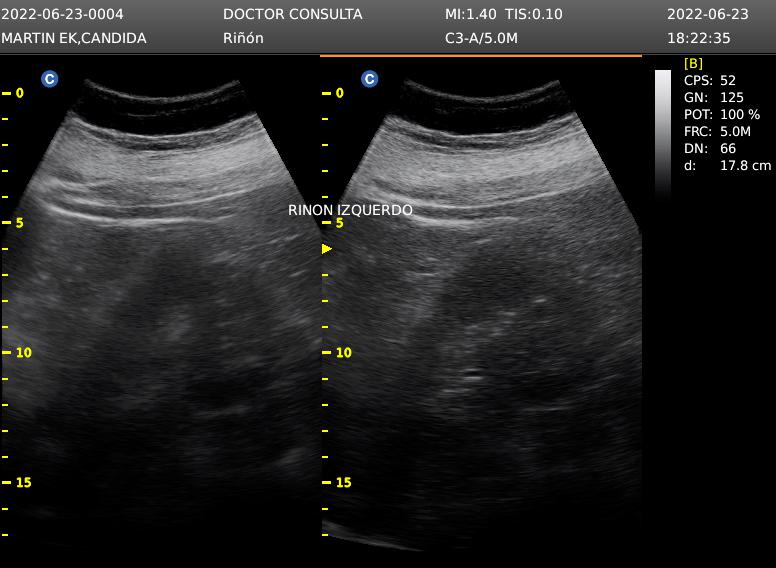 2022-06-23-0004 DOCTOR CONSULTA MI:1.40 TIS:0.10 2022-06-23
MARTIN EK,CANDIDA Riñón C3-A/5.0M 18:22:35
[B]
CPS: 52
GN: 125
POT: 100 %
FRC: 5.0M
DN: 66
d: 17.8 cm
C C
0 0
RINON IZQUERDO
5 5
10 10
15 15